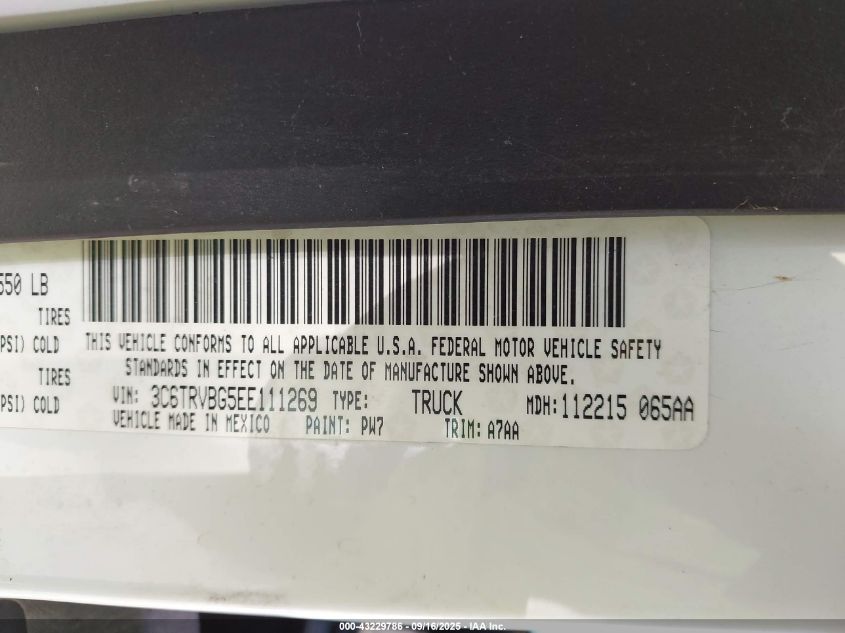 550 LB
TIRES
PSI) COLD
TIRES
PSI) COLD
THIS VEHICLE CONFORMS TO ALL APPLICABLE U.S.A. FEDERAL MOTOR VEHICLE SAFETY
STANDARDS IN EFFECT ON THE DATE OF MANUFACTURE SHOWN ABOVE.
VIN: 3C6TRVBG5EE111269 TYPE: TRUCK MDH:112215 065AA
VEHICLE MADE IN MEXICO PAINT: PW7 TRIM: A7AA
000-43229786 - 09/16/2025 - IAA Inc.